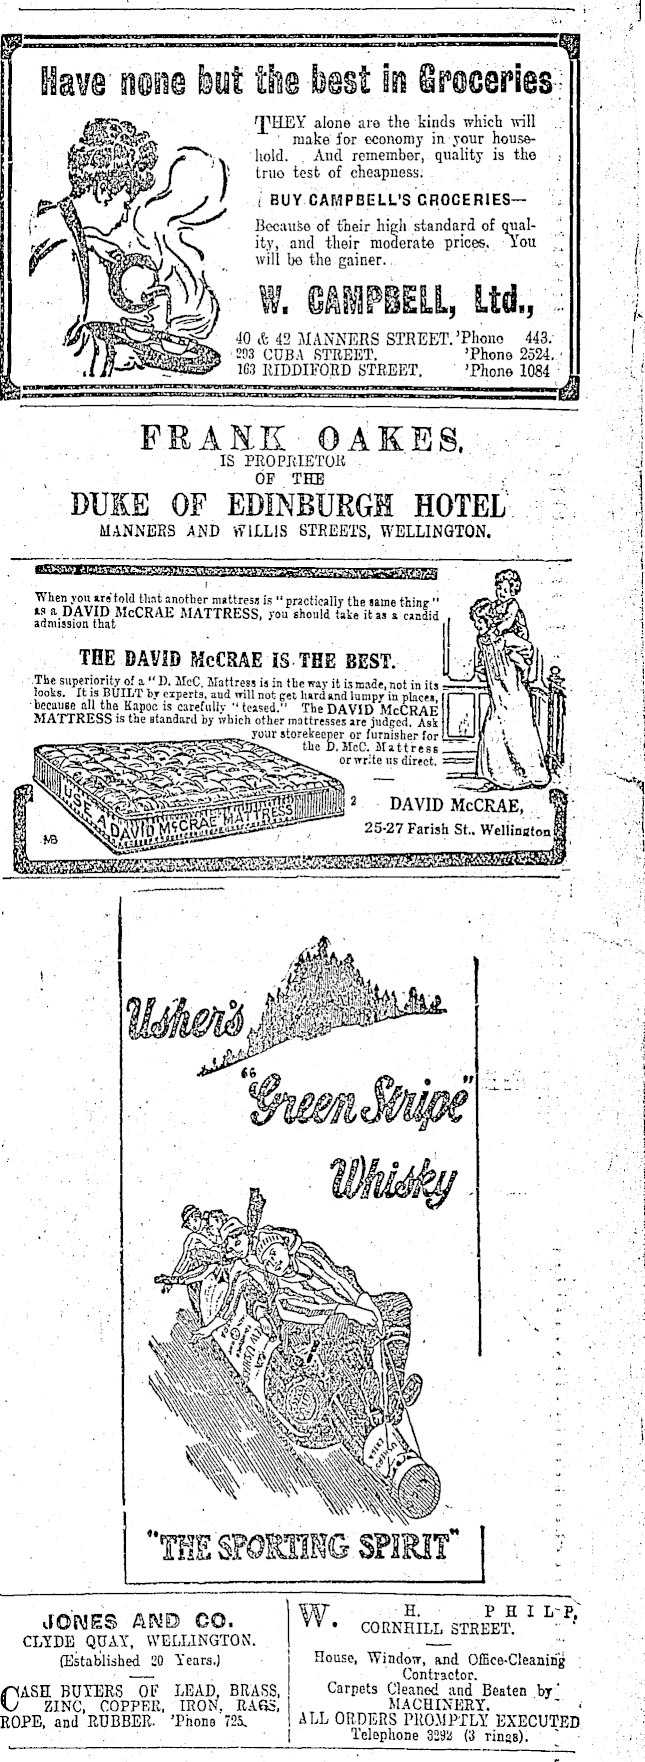 Have none but the best in Groceries
THEY alone are the kinds which will
make for economy in your house-
hold. And remember, quality is the
true test of cheapness.
BUY CAMPBELL'S GROCERIES—
Because of their high standard of qual-
ity, and their moderate prices. You
will be the gainer.
W. CAMPBELL, Ltd.,
40 & 42 MANNERS STREET. 'Phone 443.
293 CUBA STREET. 'Phone 2524.
163 RIDDIFORD STREET. 'Phone 1084
FRANK OAKES,
IS PROPRIETOR
OF THE
DUKE OF EDINBURGH HOTEL
MANNERS AND WILLIS STREETS, WELLINGTON.
When you are told that another mattress is "practically the same thing"
as a DAVID McCRAE MATTRESS, you should take it as a candid
admission that
THE DAVID McCRAE IS THE BEST.
The superiority of a "D. McC. Mattress is in the way it is made, not in its
looks. It is BUILT by experts, and will not get hard and lumpy in places,
because all the Kapoc is carefully "teased." The DAVID McCRAE
MATTRESS is the standard by which other mattresses are judged. Ask
your storekeeper or furnisher for
the D. McC. Mattress
or write us direct.
USE A DAVID McCRAE MATTRESS
2
DAVID McCRAE,
25-27 Farish St., Wellington
MB
Usher's
"Green Stripe"
Whisky
"THE SPORTING SPIRIT"
JONES AND CO.
CLYDE QUAY, WELLINGTON.
(Established 20 Years.)
CASH BUYERS OF LEAD, BRASS,
ZINC, COPPER, IRON, RAGS,
ROPE, and RUBBER. 'Phone 725.
W. H. PHILP,
CORNHILL STREET.
House, Window, and Office-Cleaning
Contractor.
Carpets Cleaned and Beaten by
MACHINERY.
ALL ORDERS PROMPTLY EXECUTED
Telephone 3292 (3 rings).